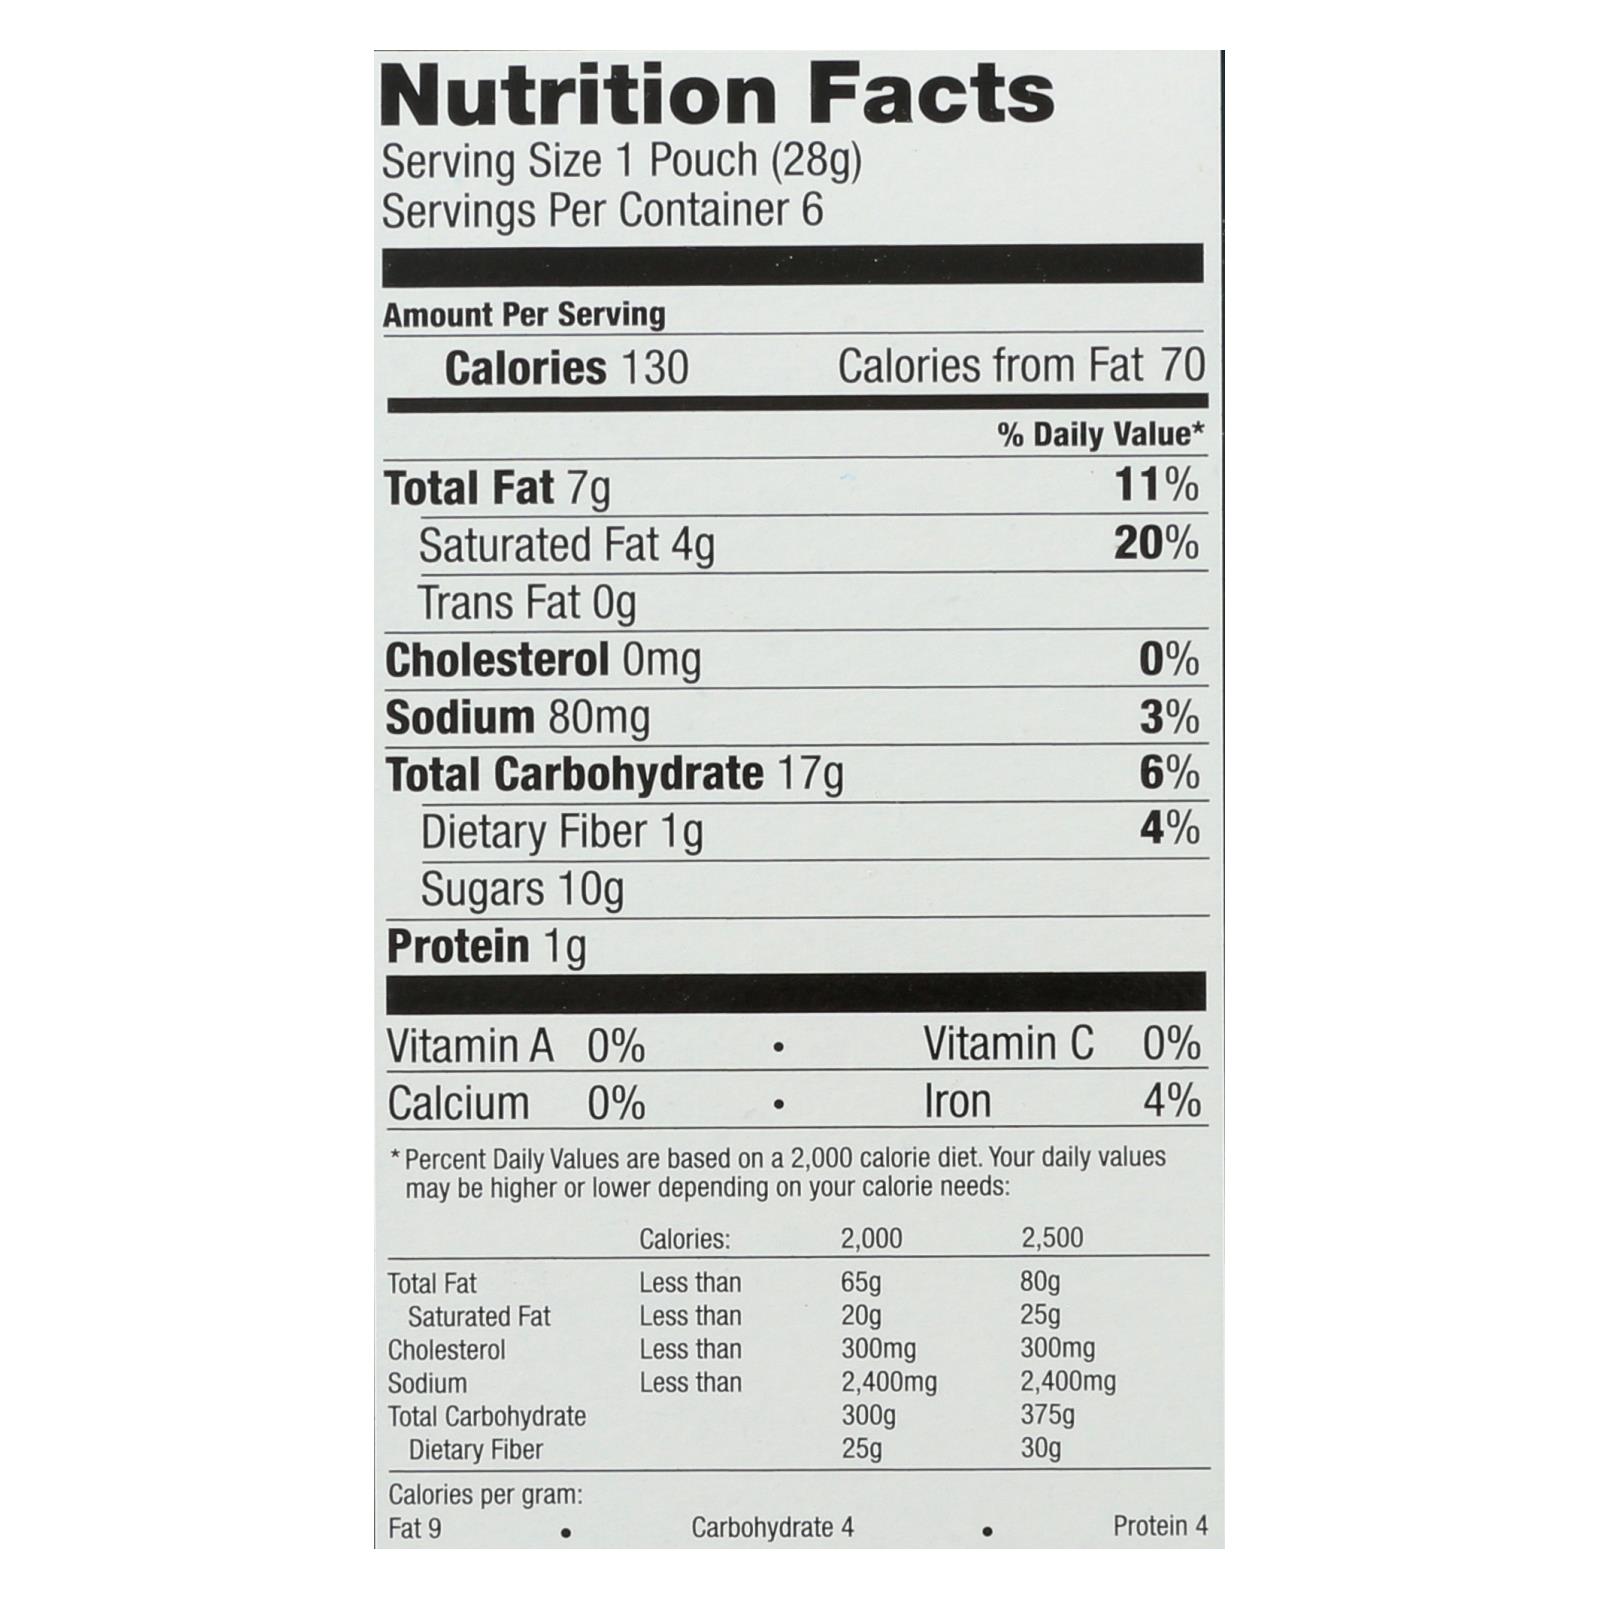 Nutrition Facts
Serving Size 1 Pouch (28g)
Servings Per Container 6
Amount Per Serving
Calories 130 Calories from Fat 70
% Daily Value*
Total Fat 7g 11%
Saturated Fat 4g 20%
Trans Fat 0g
Cholesterol 0mg 0%
Sodium 80mg 3%
Total Carbohydrate 17g 6%
Dietary Fiber 1g 4%
Sugars 10g
Protein 1g
Vitamin A 0% • Vitamin C 0%
Calcium 0% • Iron 4%
* Percent Daily Values are based on a 2,000 calorie diet. Your daily values
may be higher or lower depending on your calorie needs:
Calories: 2,000 2,500
Total Fat Less than 65g 80g
Saturated Fat Less than 20g 25g
Cholesterol Less than 300mg 300mg
Sodium Less than 2,400mg 2,400mg
Total Carbohydrate 300g 375g
Dietary Fiber 25g 30g
Calories per gram:
Fat 9 • Carbohydrate 4 • Protein 4